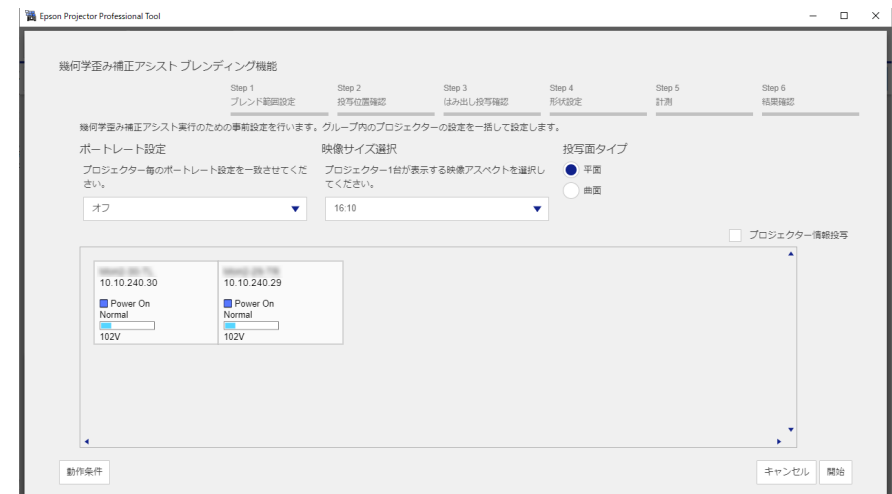 Epson Projector Professional Tool
幾何学歪み補正アシスト ブレンディング機能
Step 1
ブレンド範囲設定
Step 2
投写位置確認
Step 3
はみ出し投写確認
Step 4
形状設定
Step 5
計測
Step 6
結果確認
幾何学歪み補正アシスト実行のための事前設定を行います。グループ内のプロジェクターの設定を一括して設定します。
ポートレート設定
プロジェクター毎のポートレート設定を一致させてくだ
さい。
オフ
映像サイズ選択
プロジェクター1台が表示する映像アスペクトを選択し
てください。
16:10
投写面タイプ
平面
曲面
プロジェクター情報投写
10.10.240.30
Power On
Normal
102V
10.10.240.29
Power On
Normal
102V
動作条件
キャンセル
開始